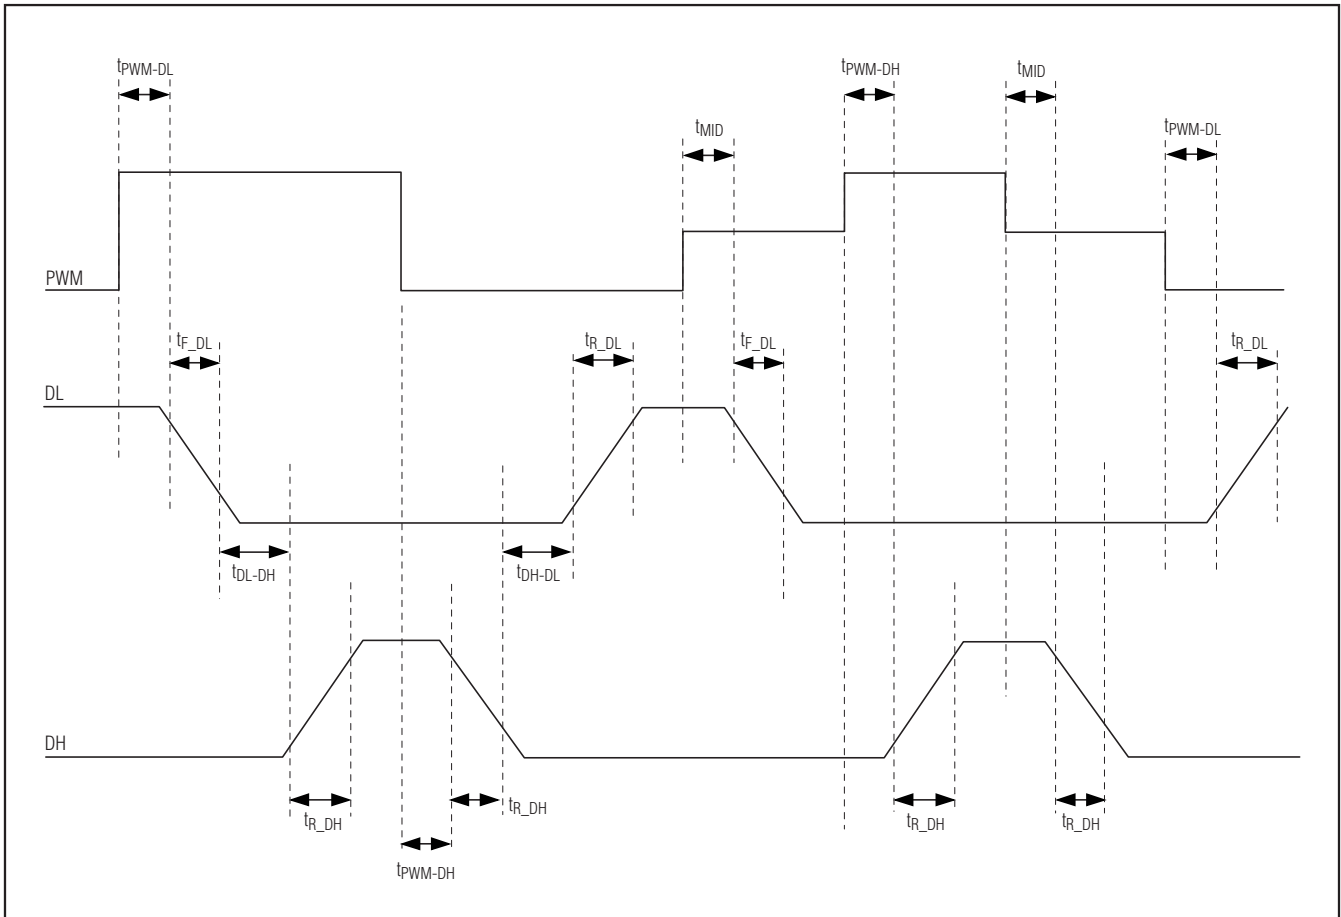 tPWM-DL
tPWM-DH
tMID
tMID
tPWM-DL
PWM
tF_DL
tR_DL
tF_DL
tR_DL
DL
tDL-DH
tDH-DL
DH
tR_DH
tR_DH
tR_DH
tR_DH
tPWM-DH